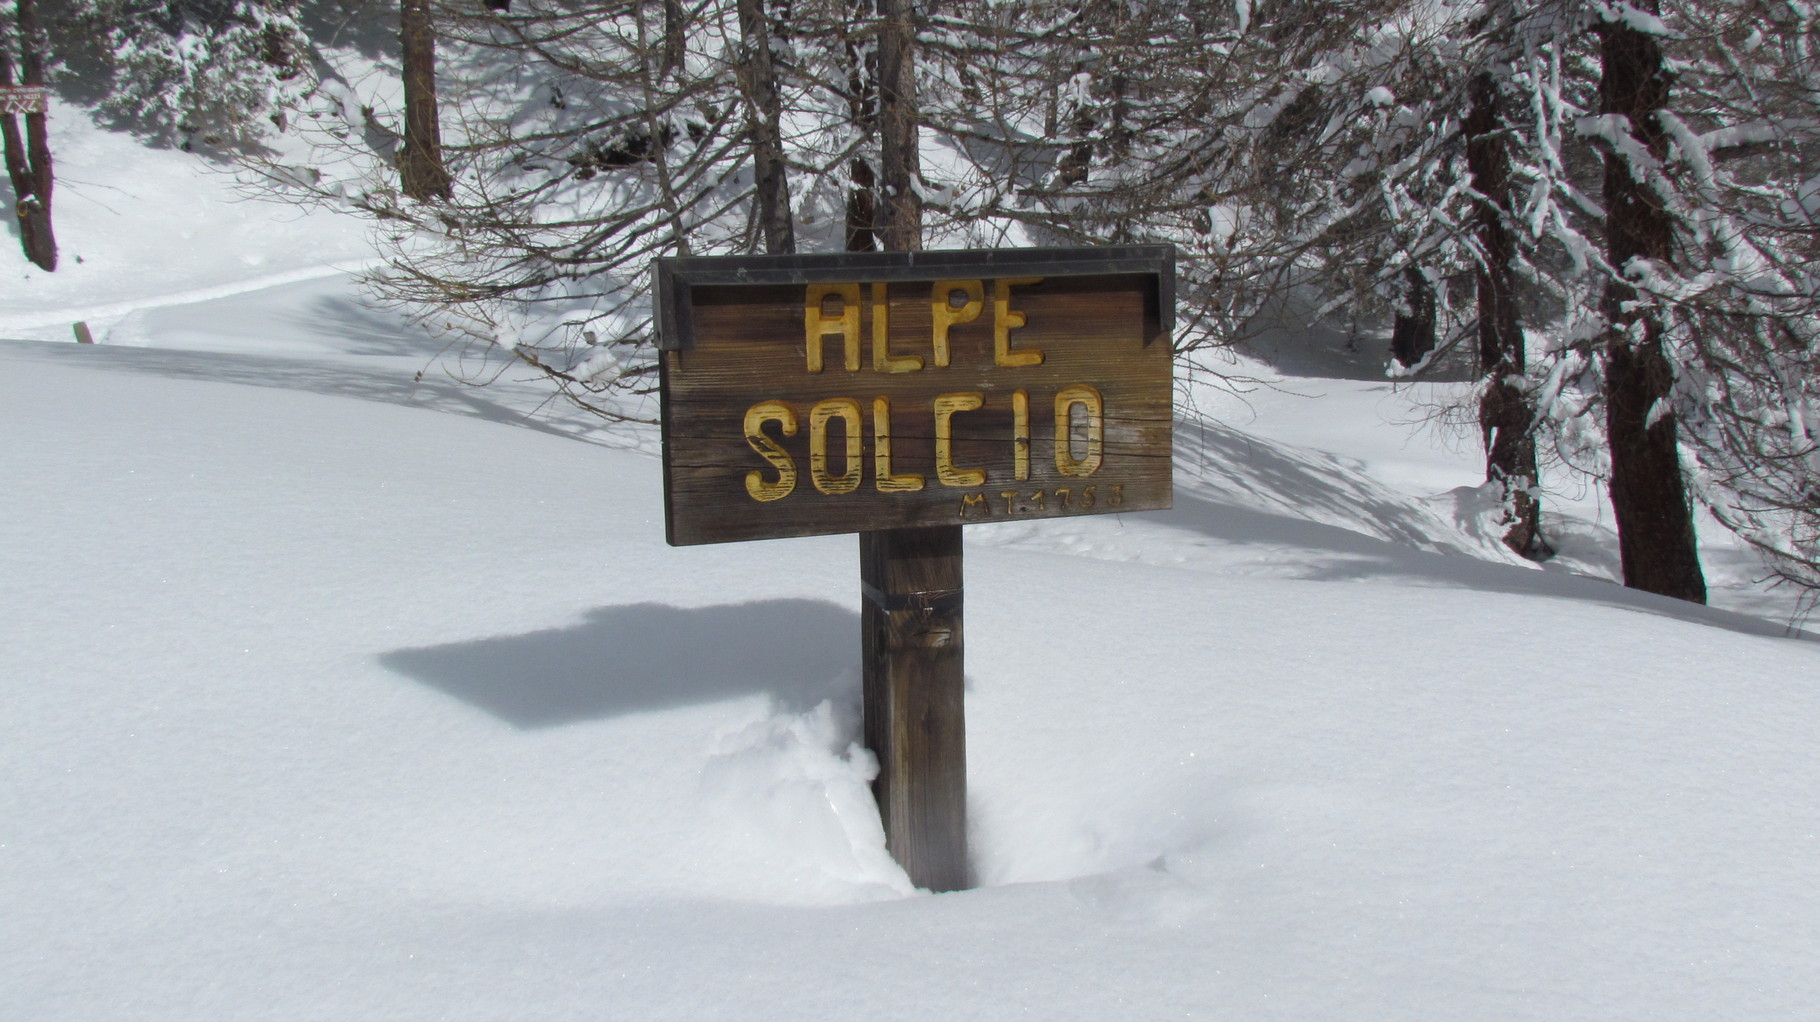 ALPE
SOLCIO
MT.1753